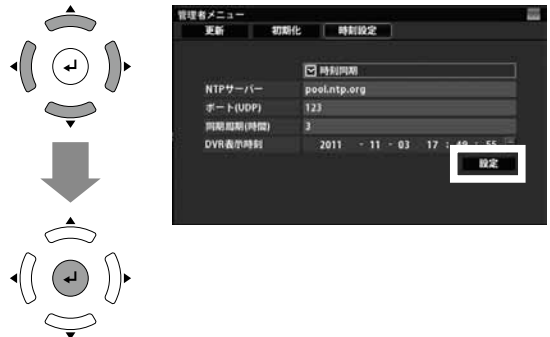 管理者メニュー
更新 初期化 時刻設定
時刻同期
NTPサーバー pool.ntp.org
ポート(UDP) 123
同期周期(時間) 3
DVR表示時刻 2011 - 11 - 03 17 : 49 : 55
設定